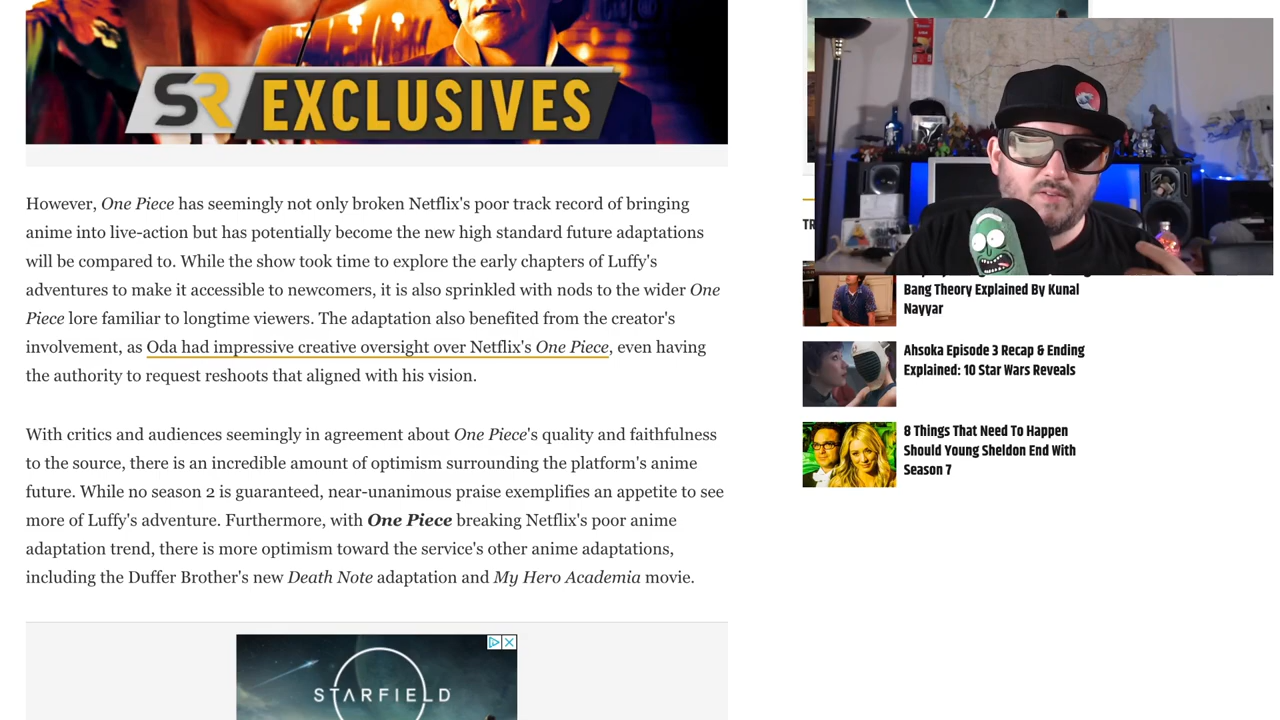 SR EXCLUSIVES
However, One Piece has seemingly not only broken Netflix's poor track record of bringing
anime into live-action but has potentially become the new high standard future adaptations
will be compared to. While the show took time to explore the early chapters of Luffy's
adventures to make it accessible to newcomers, it is also sprinkled with nods to the wider One
Piece lore familiar to longtime viewers. The adaptation also benefited from the creator's
involvement, as Oda had impressive creative oversight over Netflix's One Piece, even having
the authority to request reshoots that aligned with his vision.
With critics and audiences seemingly in agreement about One Piece's quality and faithfulness
to the source, there is an incredible amount of optimism surrounding the platform's anime
future. While no season 2 is guaranteed, near-unanimous praise exemplifies an appetite to see
more of Luffy's adventure. Furthermore, with One Piece breaking Netflix's poor anime
adaptation trend, there is more optimism toward the service's other anime adaptations,
including the Duffer Brother's new Death Note adaptation and My Hero Academia movie.
STARFIELD
TR
Bang Theory Explained By Kunal
Nayyar
Ahsoka Episode 3 Recap & Ending
Explained: 10 Star Wars Reveals
8 Things That Need To Happen
Should Young Sheldon End With
Season 7